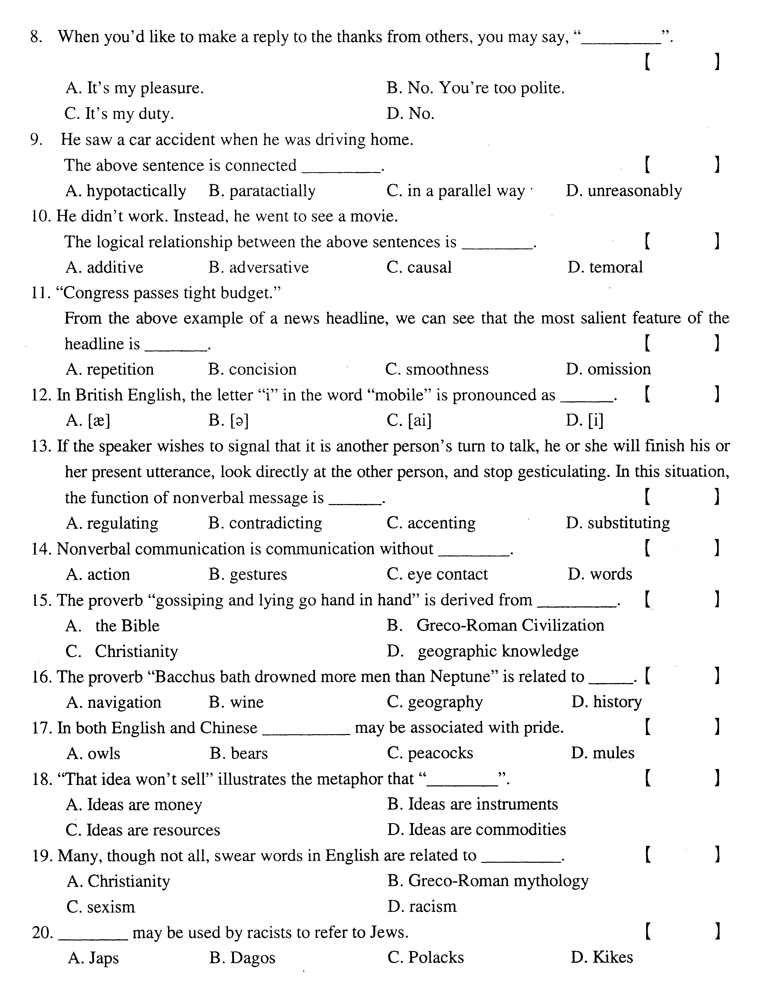 8. When you'd like to make a reply to the thanks from others, you may say, “_________”.
【 】
A. It's my pleasure. B. No. You're too polite.
C. It's my duty. D. No.
9. He saw a car accident when he was driving home.
The above sentence is connected _________. 【 】
A. hypotactically B. paratactially C. in a parallel way D. unreasonably
10. He didn't work. Instead, he went to see a movie.
The logical relationship between the above sentences is ________. 【 】
A. additive B. adversative C. causal D. temoral
11. “Congress passes tight budget.”
From the above example of a news headline, we can see that the most salient feature of the
headline is _______. 【 】
A. repetition B. concision C. smoothness D. omission
12. In British English, the letter “i” in the word “mobile” is pronounced as ______. 【 】
A. [æ] B. [ə] C. [ai] D. [i]
13. If the speaker wishes to signal that it is another person's turn to talk, he or she will finish his or
her present utterance, look directly at the other person, and stop gesticulating. In this situation,
the function of nonverbal message is ______. 【 】
A. regulating B. contradicting C. accenting D. substituting
14. Nonverbal communication is communication without ________. 【 】
A. action B. gestures C. eye contact D. words
15. The proverb “gossiping and lying go hand in hand” is derived from _________. 【 】
A. the Bible B. Greco-Roman Civilization
C. Christianity D. geographic knowledge
16. The proverb “Bacchus bath drowned more men than Neptune” is related to _____. 【 】
A. navigation B. wine C. geography D. history
17. In both English and Chinese __________ may be associated with pride. 【 】
A. owls B. bears C. peacocks D. mules
18. “That idea won't sell” illustrates the metaphor that “________”. 【 】
A. Ideas are money B. Ideas are instruments
C. Ideas are resources D. Ideas are commodities
19. Many, though not all, swear words in English are related to _________. 【 】
A. Christianity B. Greco-Roman mythology
C. sexism D. racism
20. ________ may be used by racists to refer to Jews. 【 】
A. Japs B. Dagos C. Polacks D. Kikes